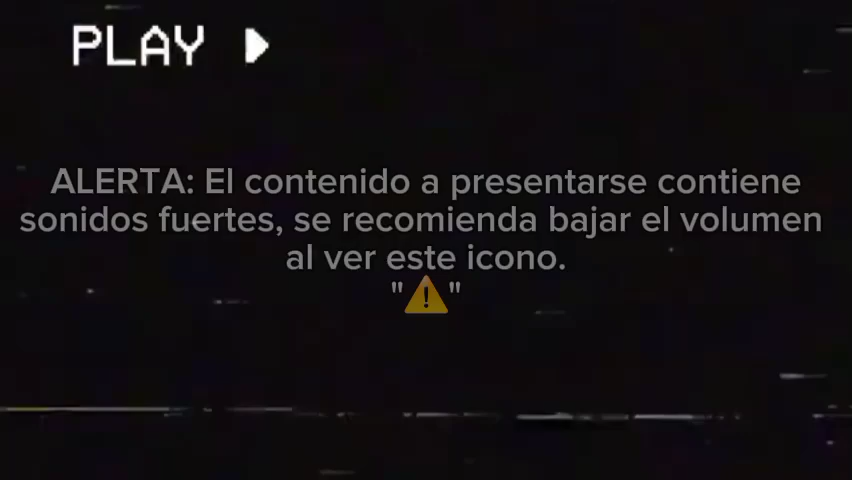 PLAY
ALERTA: El contenido a presentarse contiene
sonidos fuertes, se recomienda bajar el volumen
al ver este icono.
"⚠️"